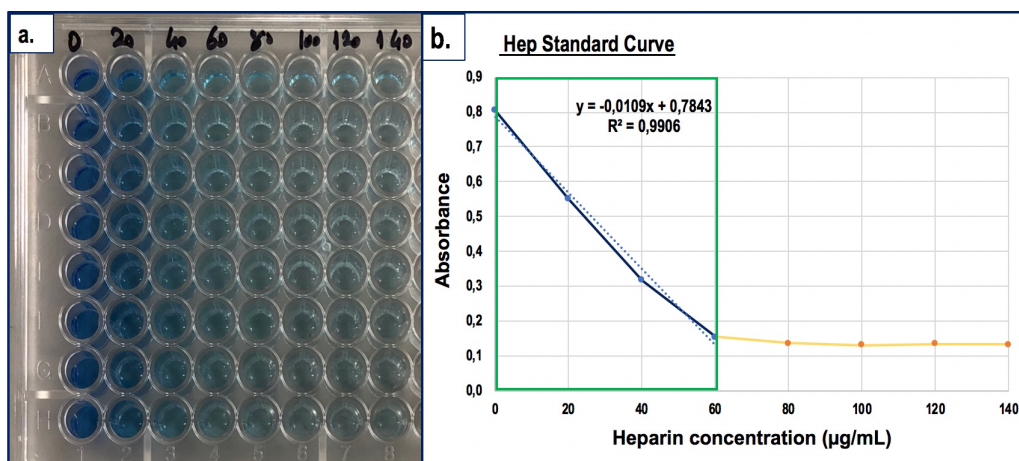 a.
0 20 40 60 80 100 120 140
A
B
C
D
G
H
1 2 3 4 5 6 7 8
b.
Hep Standard Curve
y = -0,0109x + 0,7843
R² = 0,9906
0,9
0,8
0,7
0,6
0,5
0,4
0,3
0,2
0,1
0,0
Absorbance
0 20 40 60 80 100 120 140
Heparin concentration (µg/mL)